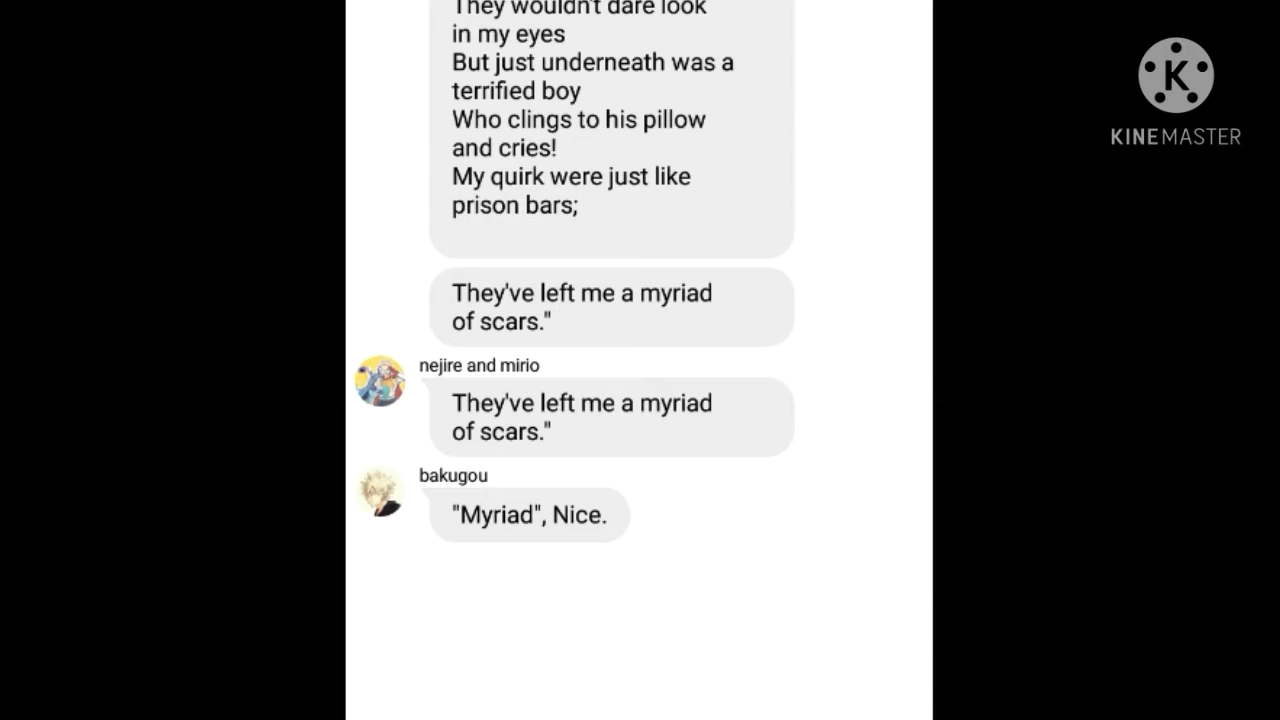 They wouldn't dare look
in my eyes
But just underneath was a
terrified boy
Who clings to his pillow
and cries!
My quirk were just like
prison bars;
They've left me a myriad
of scars."
nejire and mirio
They've left me a myriad
of scars."
bakugou
"Myriad", Nice.
K
KINEMASTER